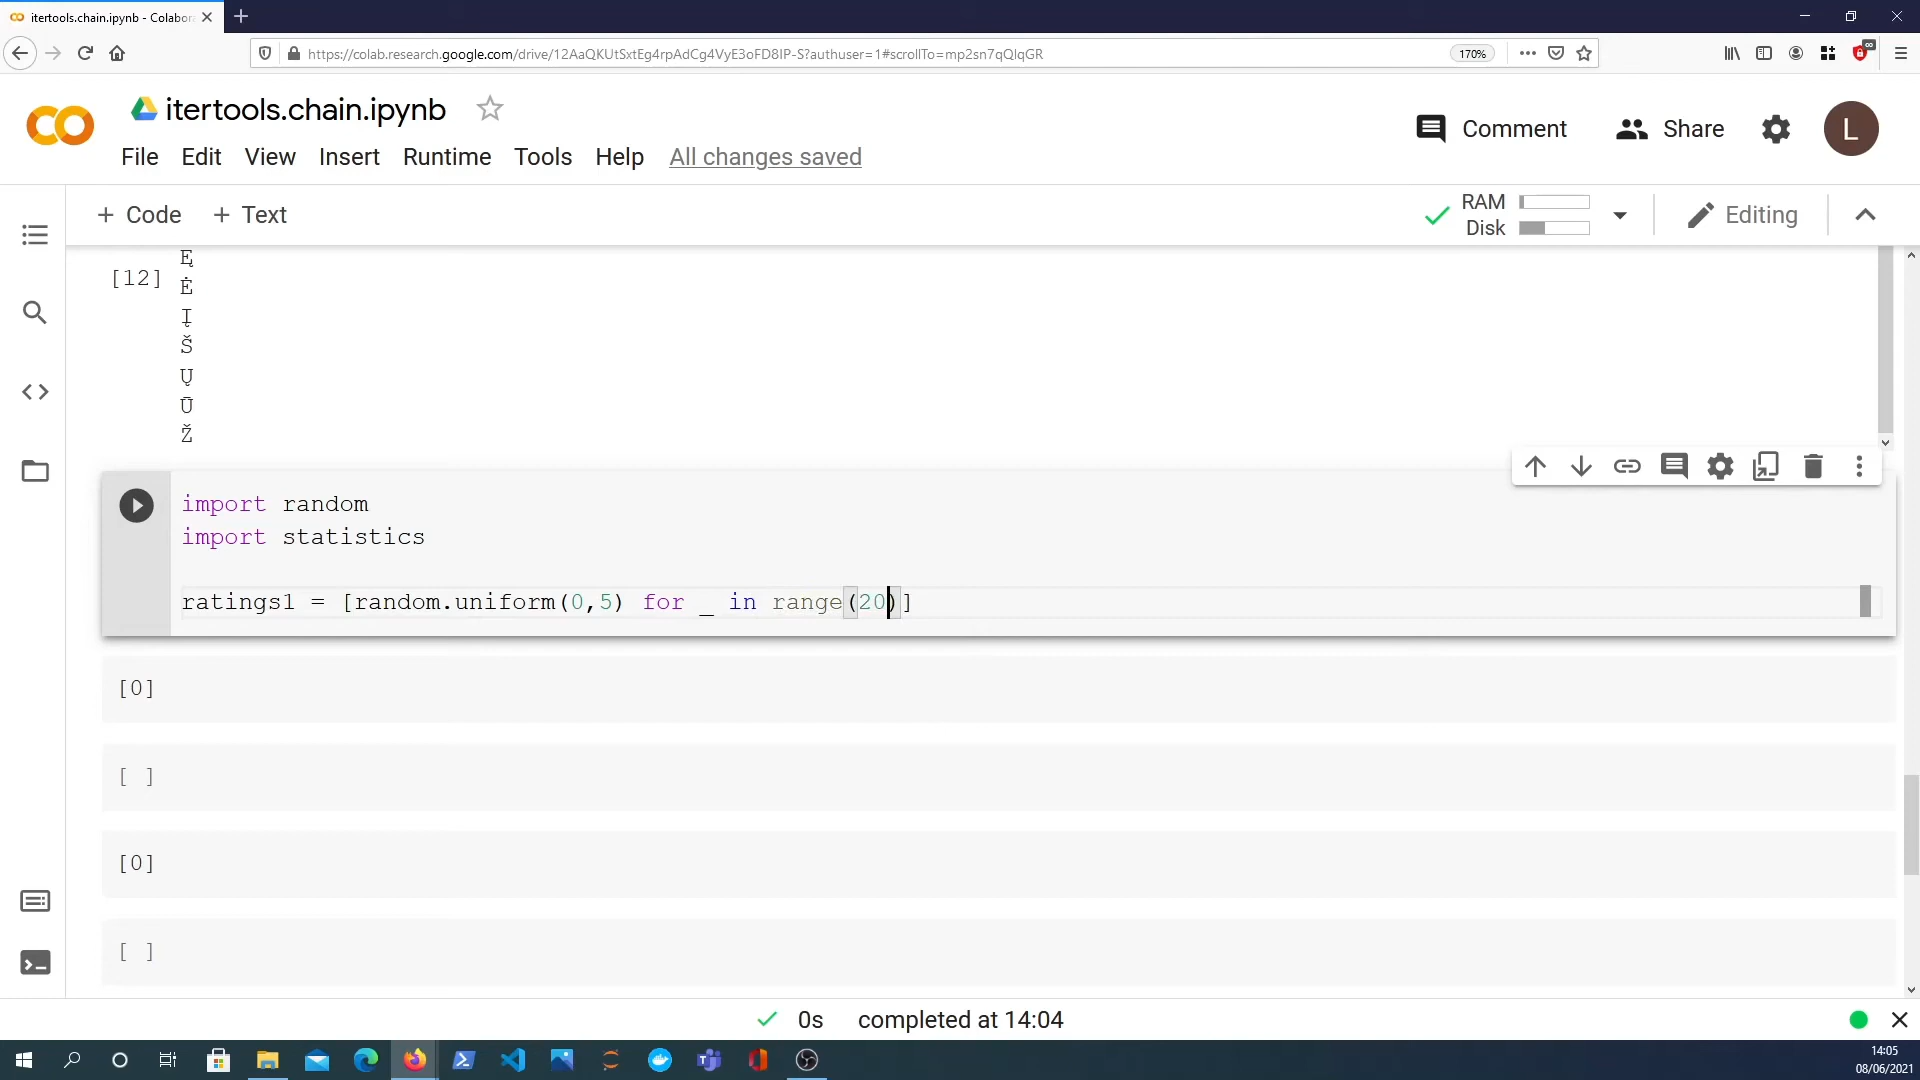 itertools.chain.ipynb - Colabora
https://colab.research.google.com/drive/12AaQKUtSxtEg4rpAdCg4VyE3oFD8IP-S?authuser=1#scrollTo=mp2sn7qQlqGR
170%
itertools.chain.ipynb
Comment
Share
L
File Edit View Insert Runtime Tools Help All changes saved
+ Code + Text
RAM
Disk
Editing
[12]
Ę
Ė
Į
Š
Ų
Ū
Ž
import random
import statistics
ratings1 = [random.uniform(0,5) for _ in range(20)]
[0]
[ ]
[0]
[ ]
0s completed at 14:04
14:05
08/06/2021